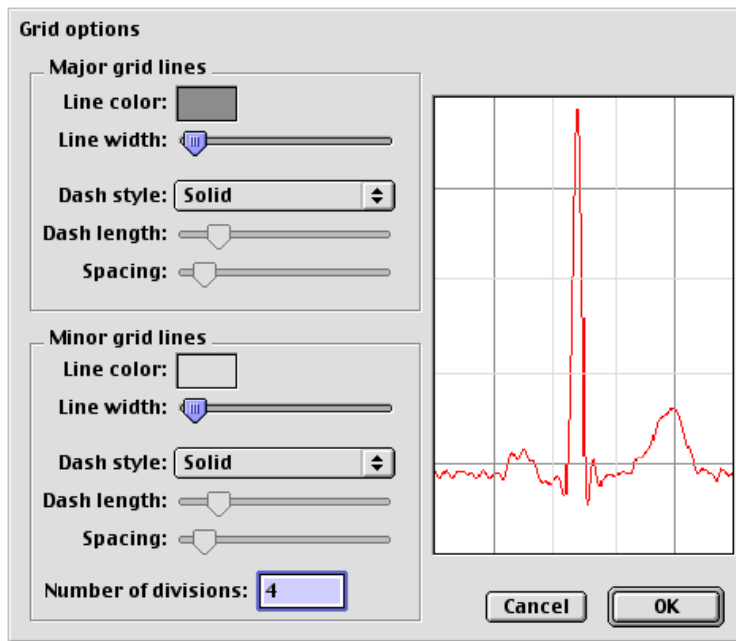 Grid options
Major grid lines
Line color:
Line width:
Dash style: Solid
Dash length:
Spacing:
Minor grid lines
Line color:
Line width:
Dash style: Solid
Dash length:
Spacing:
Number of divisions: 4
Cancel OK